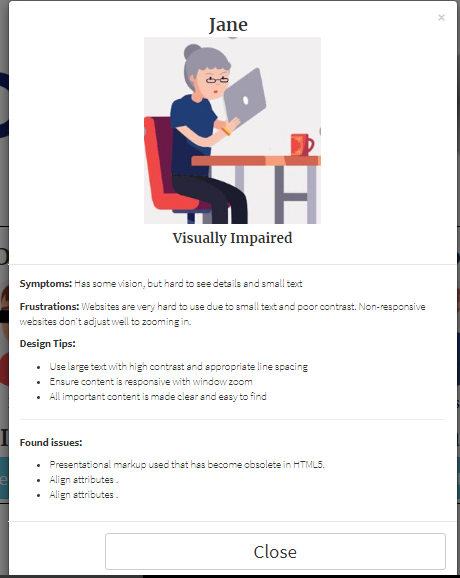 Jane
×
Visually Impaired
Symptoms: Has some vision, but hard to see details and small text
Frustrations: Websites are very hard to use due to small text and poor contrast. Non-responsive
websites don't adjust well to zooming in.
Design Tips:
• Use large text with high contrast and appropriate line spacing
• Ensure content is responsive with window zoom
• All important content is made clear and easy to find
Found issues:
• Presentational markup used that has become obsolete in HTML5.
• Align attributes .
• Align attributes .
Close